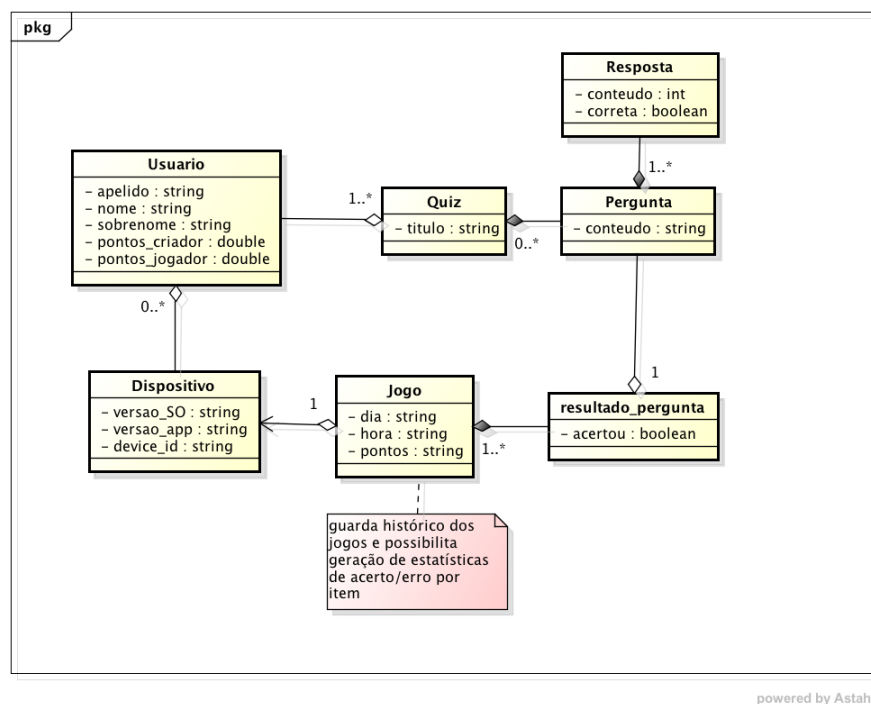 pkg
Resposta
- conteudo : int
- correta : boolean
Usuario
- apelido : string
- nome : string
- sobrenome : string
- pontos_criador : double
- pontos_jogador : double
1..*
Quiz
- titulo : string
0..*
1..*
Pergunta
- conteudo : string
0..*
Dispositivo
- versao_SO : string
- versao_app : string
- device_id : string
1
Jogo
- dia : string
- hora : string
- pontos : string
1..*
1
resultado_pergunta
- acertou : boolean
guarda histórico dos
jogos e possibilita
geração de estatísticas
de acerto/erro por
item
powered by Astah